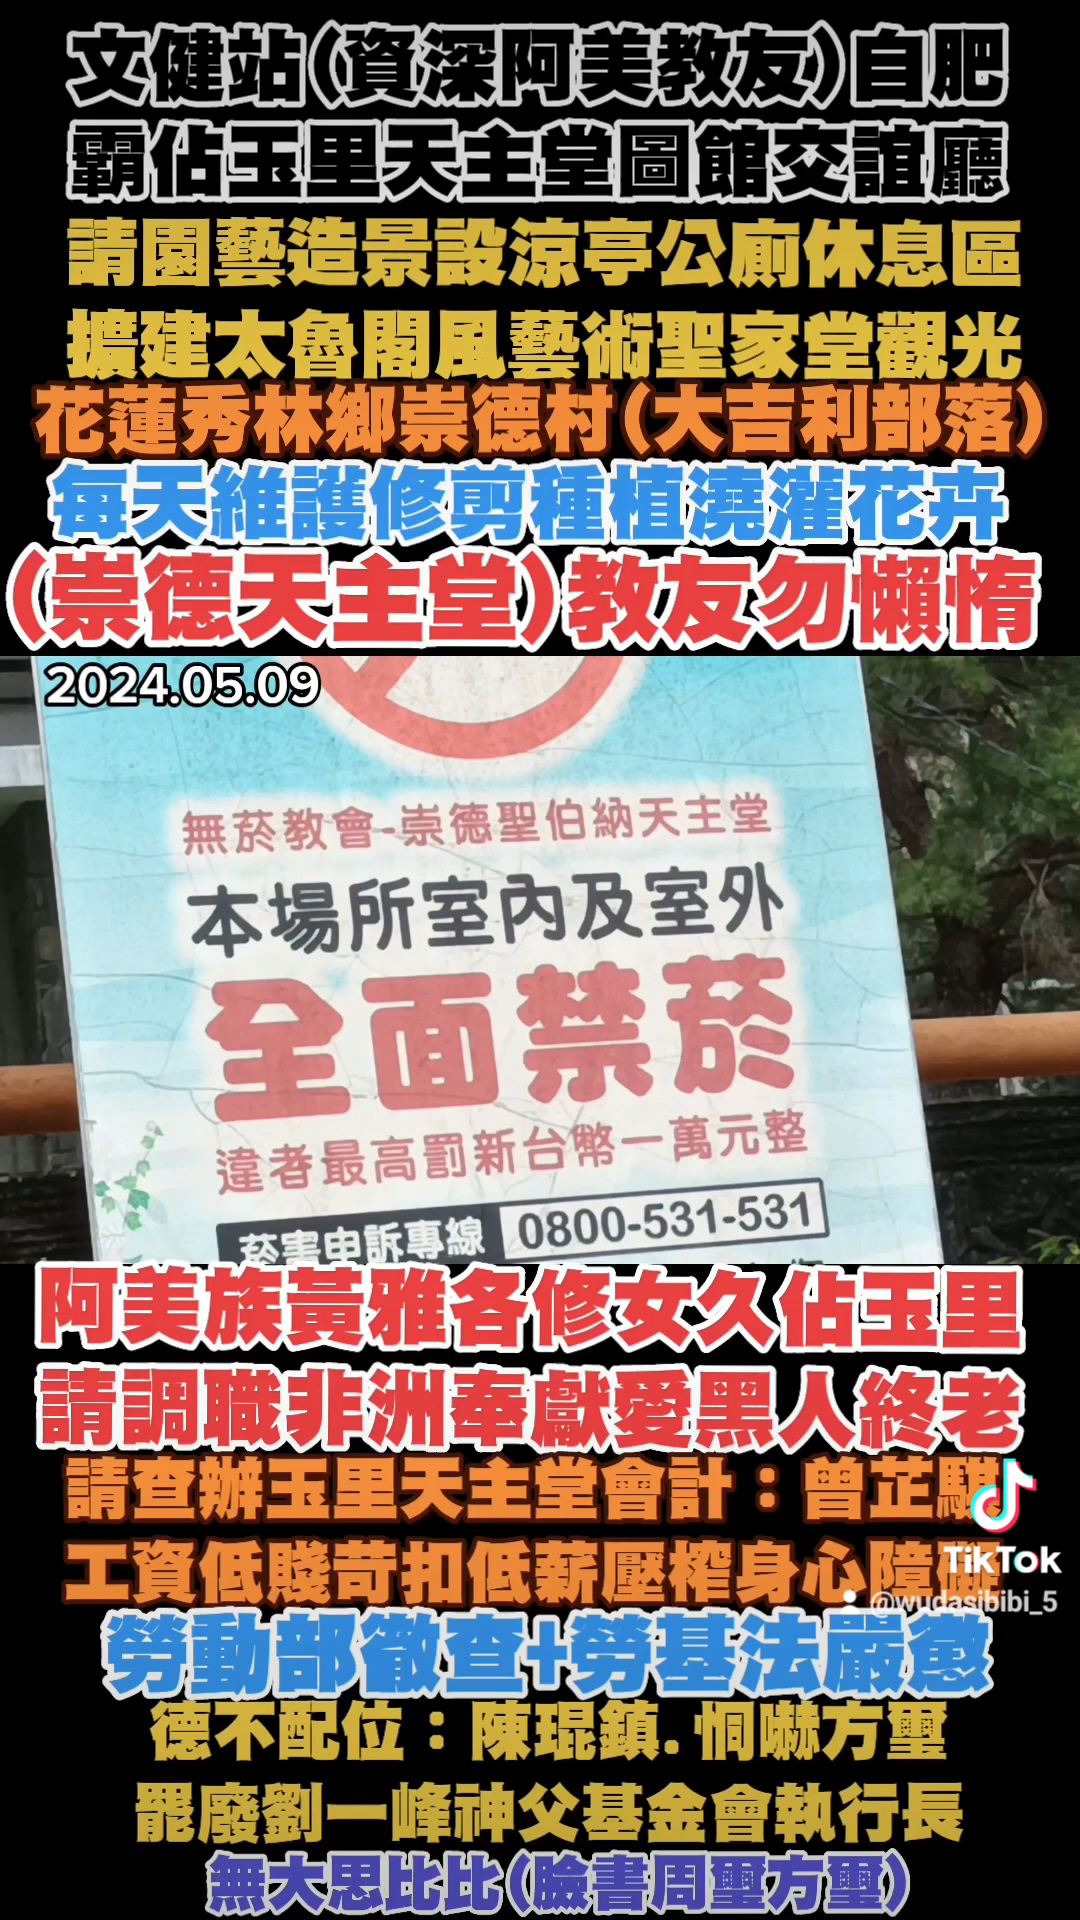 文健站(資深阿美教友)自肥
霸佔玉里天主堂圖館交誼廳
請園藝造景設涼亭公廁休息區
擴建太魯閣風藝術聖家堂觀光
花蓮秀林鄉崇德村(大吉利部落)
每天維護修剪種植澆灌花卉
(崇德天主堂)教友勿懶惰
2024.05.09
無菸教會-崇德聖伯納天主堂
本場所室內及室外
全面禁菸
違者最高罰新台幣一萬元整
菸害申訴專線 0800-531-531
阿美族黃雅各修女久佔玉里
請調職非洲奉獻愛黑人終老
請查辦玉里天主堂會計：曾芷騏
工資低賤苛扣低薪壓榨身心障
TikTok
@wudasibibi_5
勞動部徹查+勞基法嚴懲
德不配位：陳琨鎮.恫嚇方璽
罷廢劉一峰神父基金會執行長
無大思比比(臉書周璽方璽)